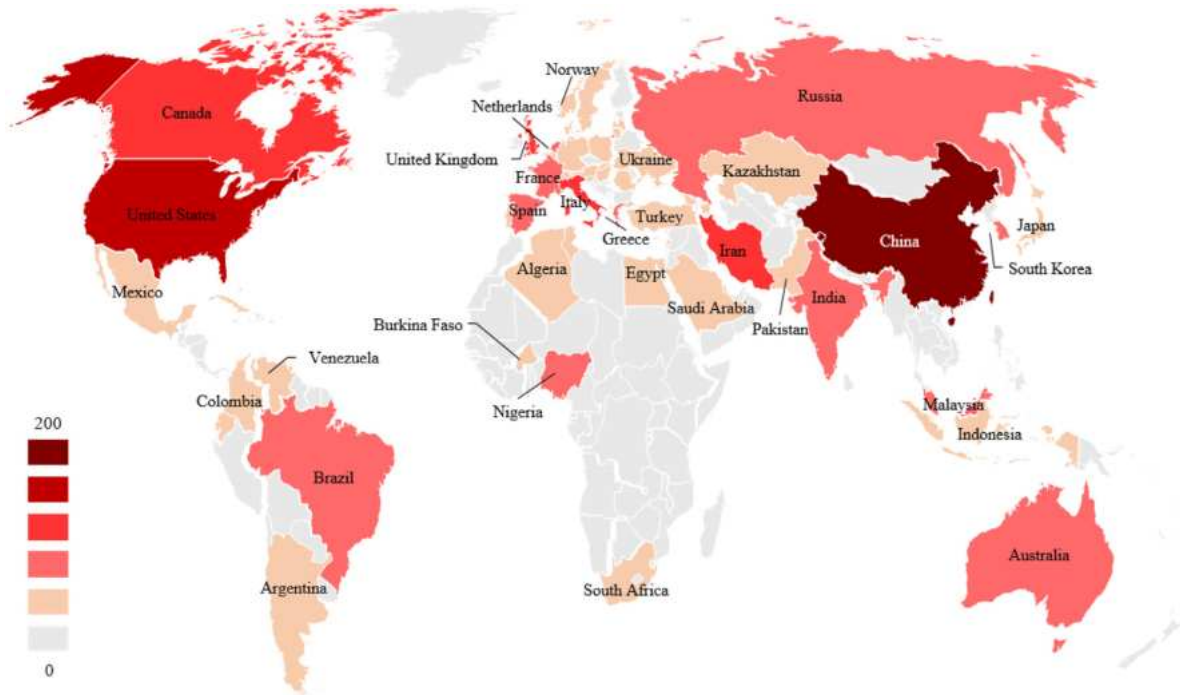 Norway
Canada
Russia
Netherlands
United Kingdom
Ukraine
Kazakhstan
France
Italy
United States
Spain
Turkey
Japan
Greece
Iran
China
South Korea
Algeria
Egypt
Mexico
Saudi Arabia
India
Burkina Faso
Pakistan
Venezuela
Colombia
Nigeria
Malaysia
Indonesia
200
Brazil
Australia
Argentina
South Africa
0